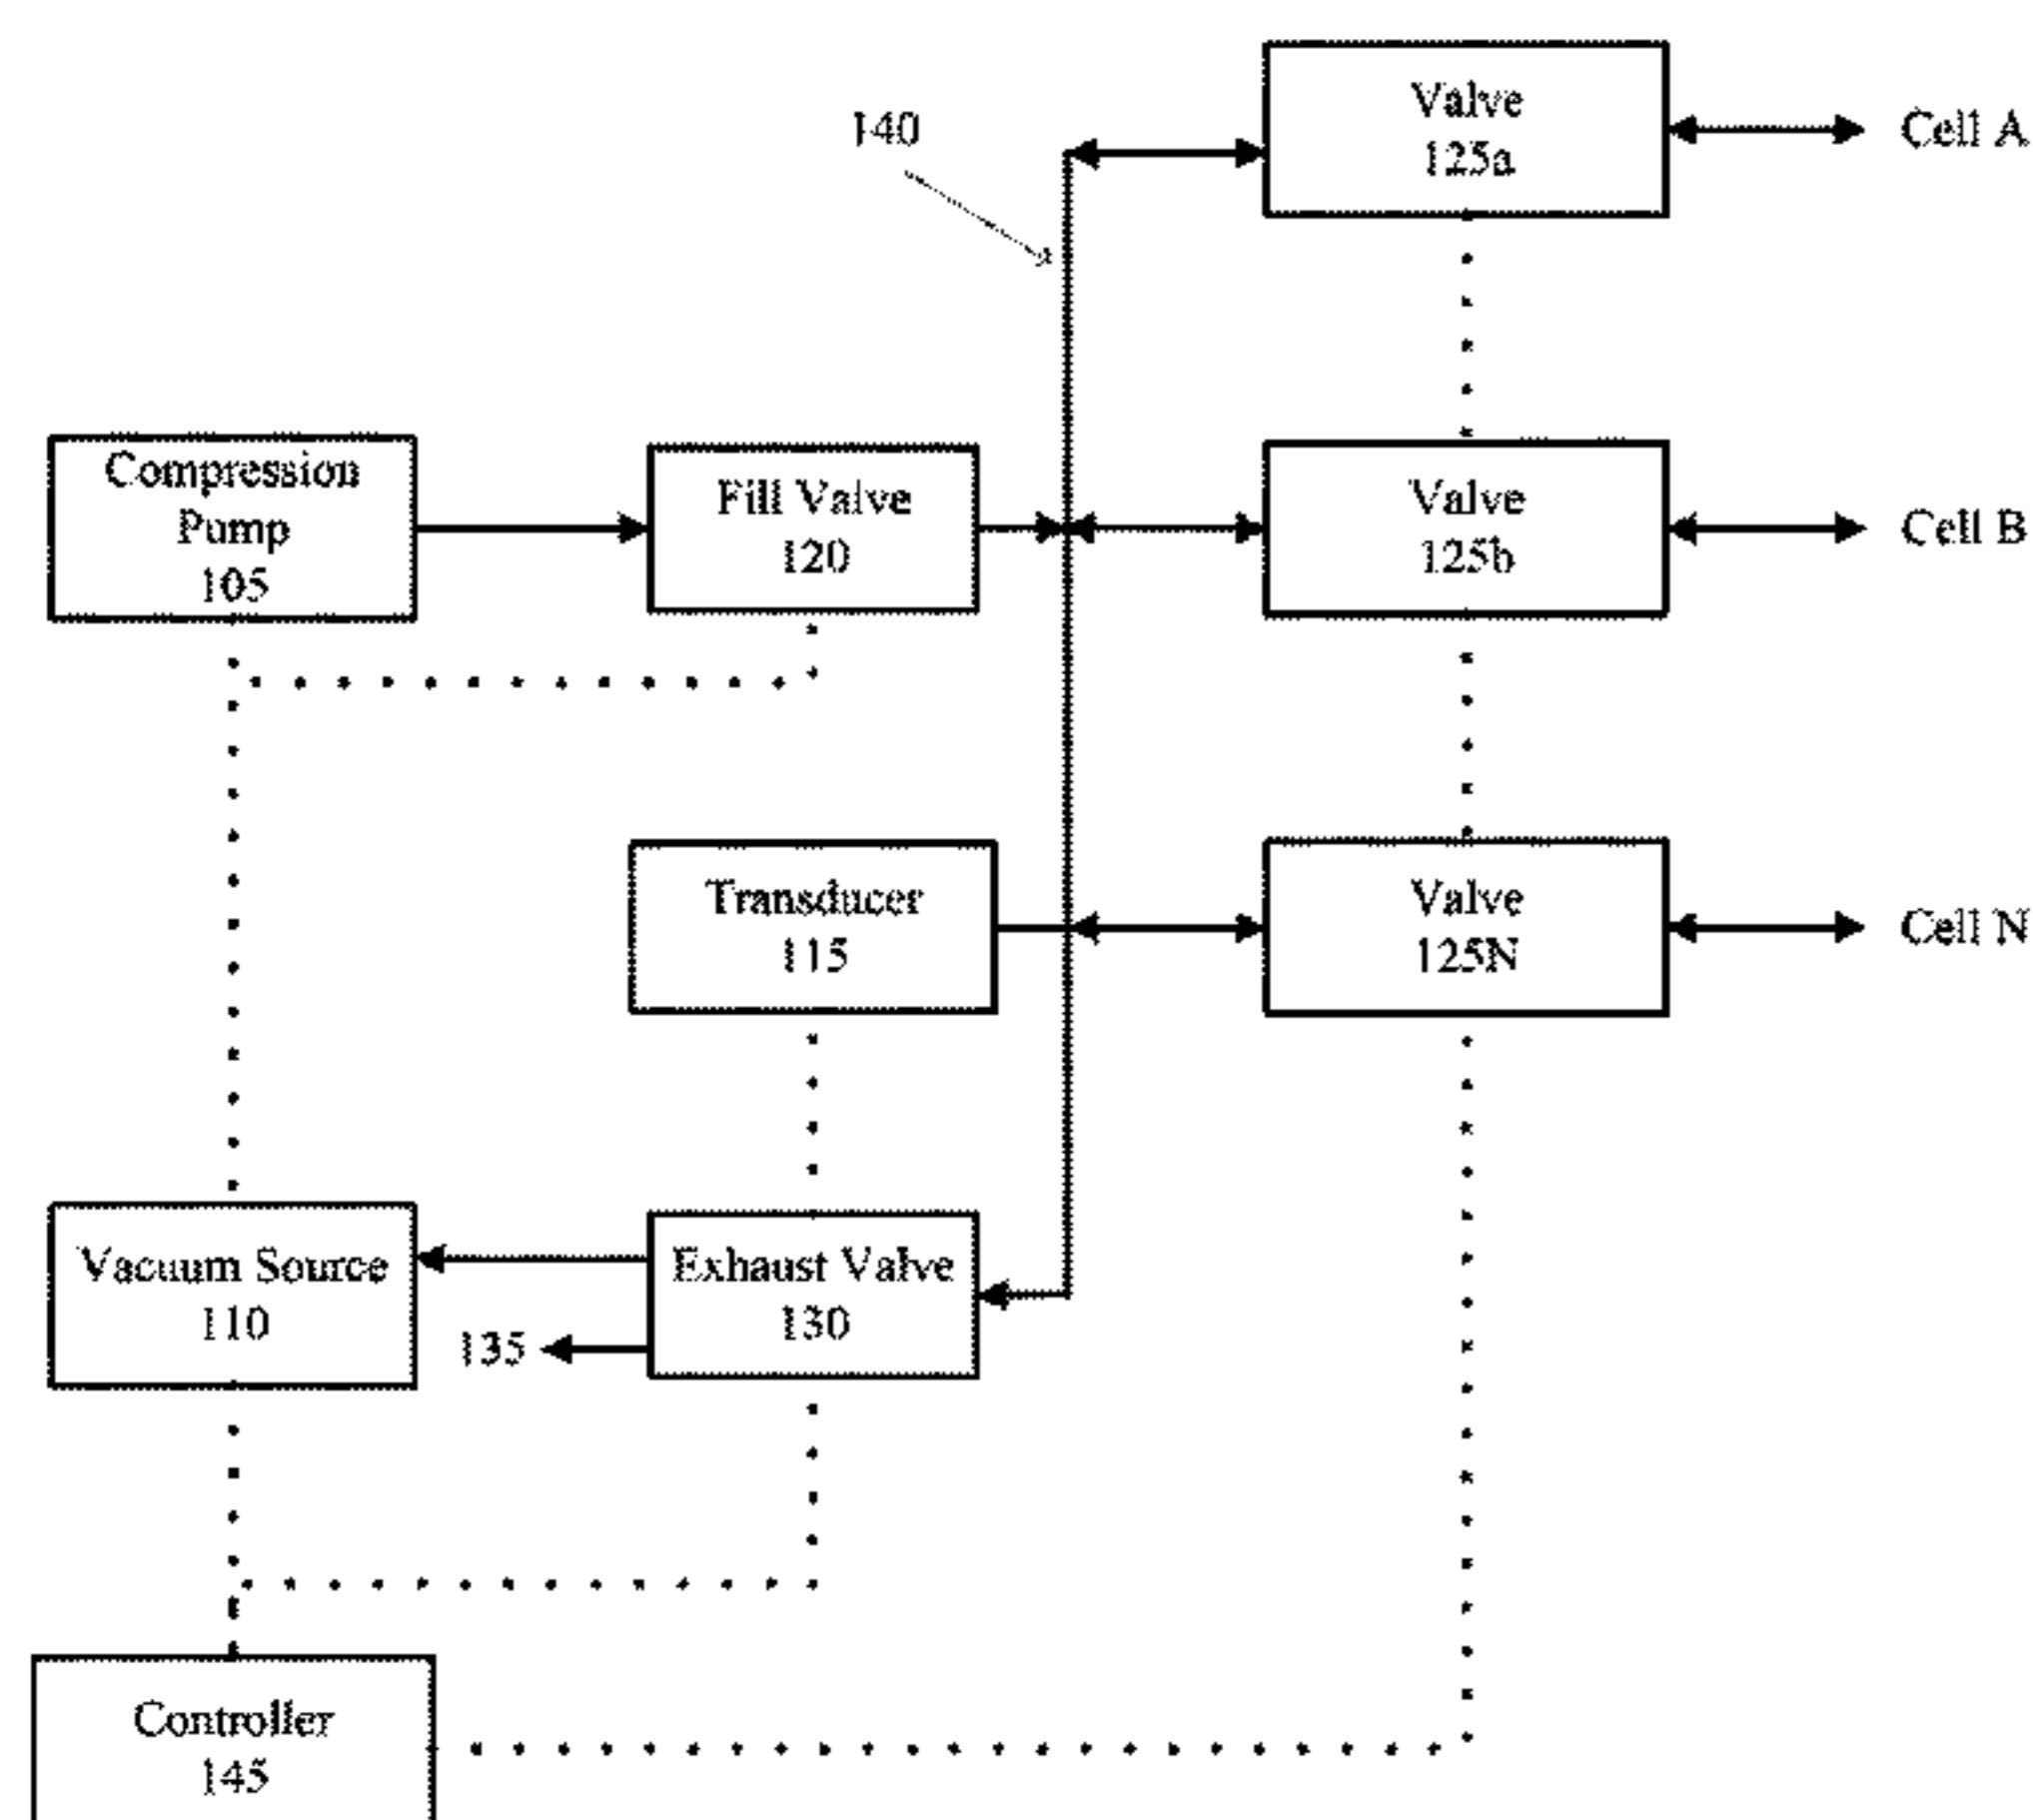 Valve
125a
Cell A
140
Compression
Pump
105
Fill Valve
120
Valve
125b
Cell B
Transducer
115
Valve
125N
Cell N
Vacuum Source
110
Exhaust Valve
130
135
Controller
145